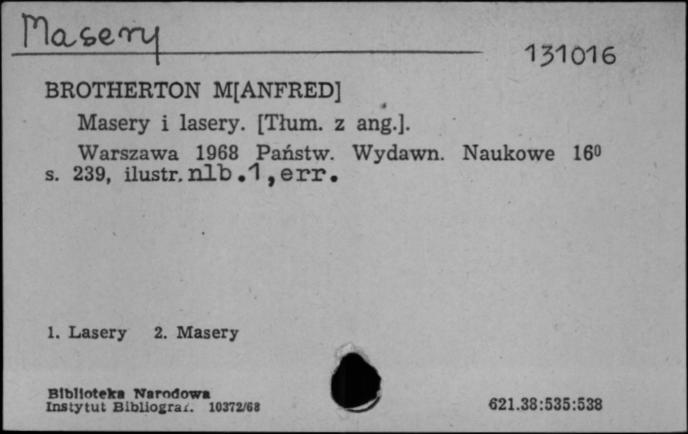 Masery
131016
BROTHERTON M[ANFRED]
Masery i lasery. [Tłum. z ang.].
Warszawa 1968 Państw. Wydawn. Naukowe 16⁰
s. 239, ilustr. nlb.1,err.
1. Lasery 2. Masery
Biblioteka Narodowa
Instytut Bibliograf. 10372/68
621.38:535:538